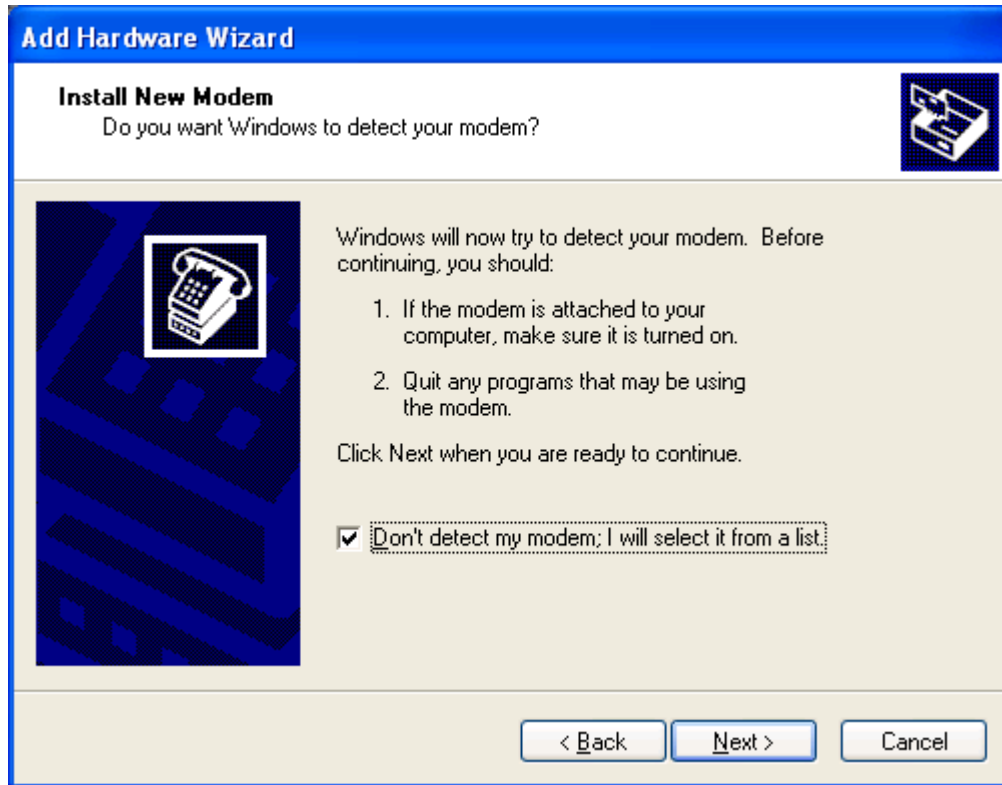 Add Hardware Wizard
Install New Modem
Do you want Windows to detect your modem?
Windows will now try to detect your modem.  Before
continuing, you should:
1. If the modem is attached to your
computer, make sure it is turned on.
2. Quit any programs that may be using
the modem.
Click Next when you are ready to continue.
Don't detect my modem; I will select it from a list.
< Back
Next >
Cancel